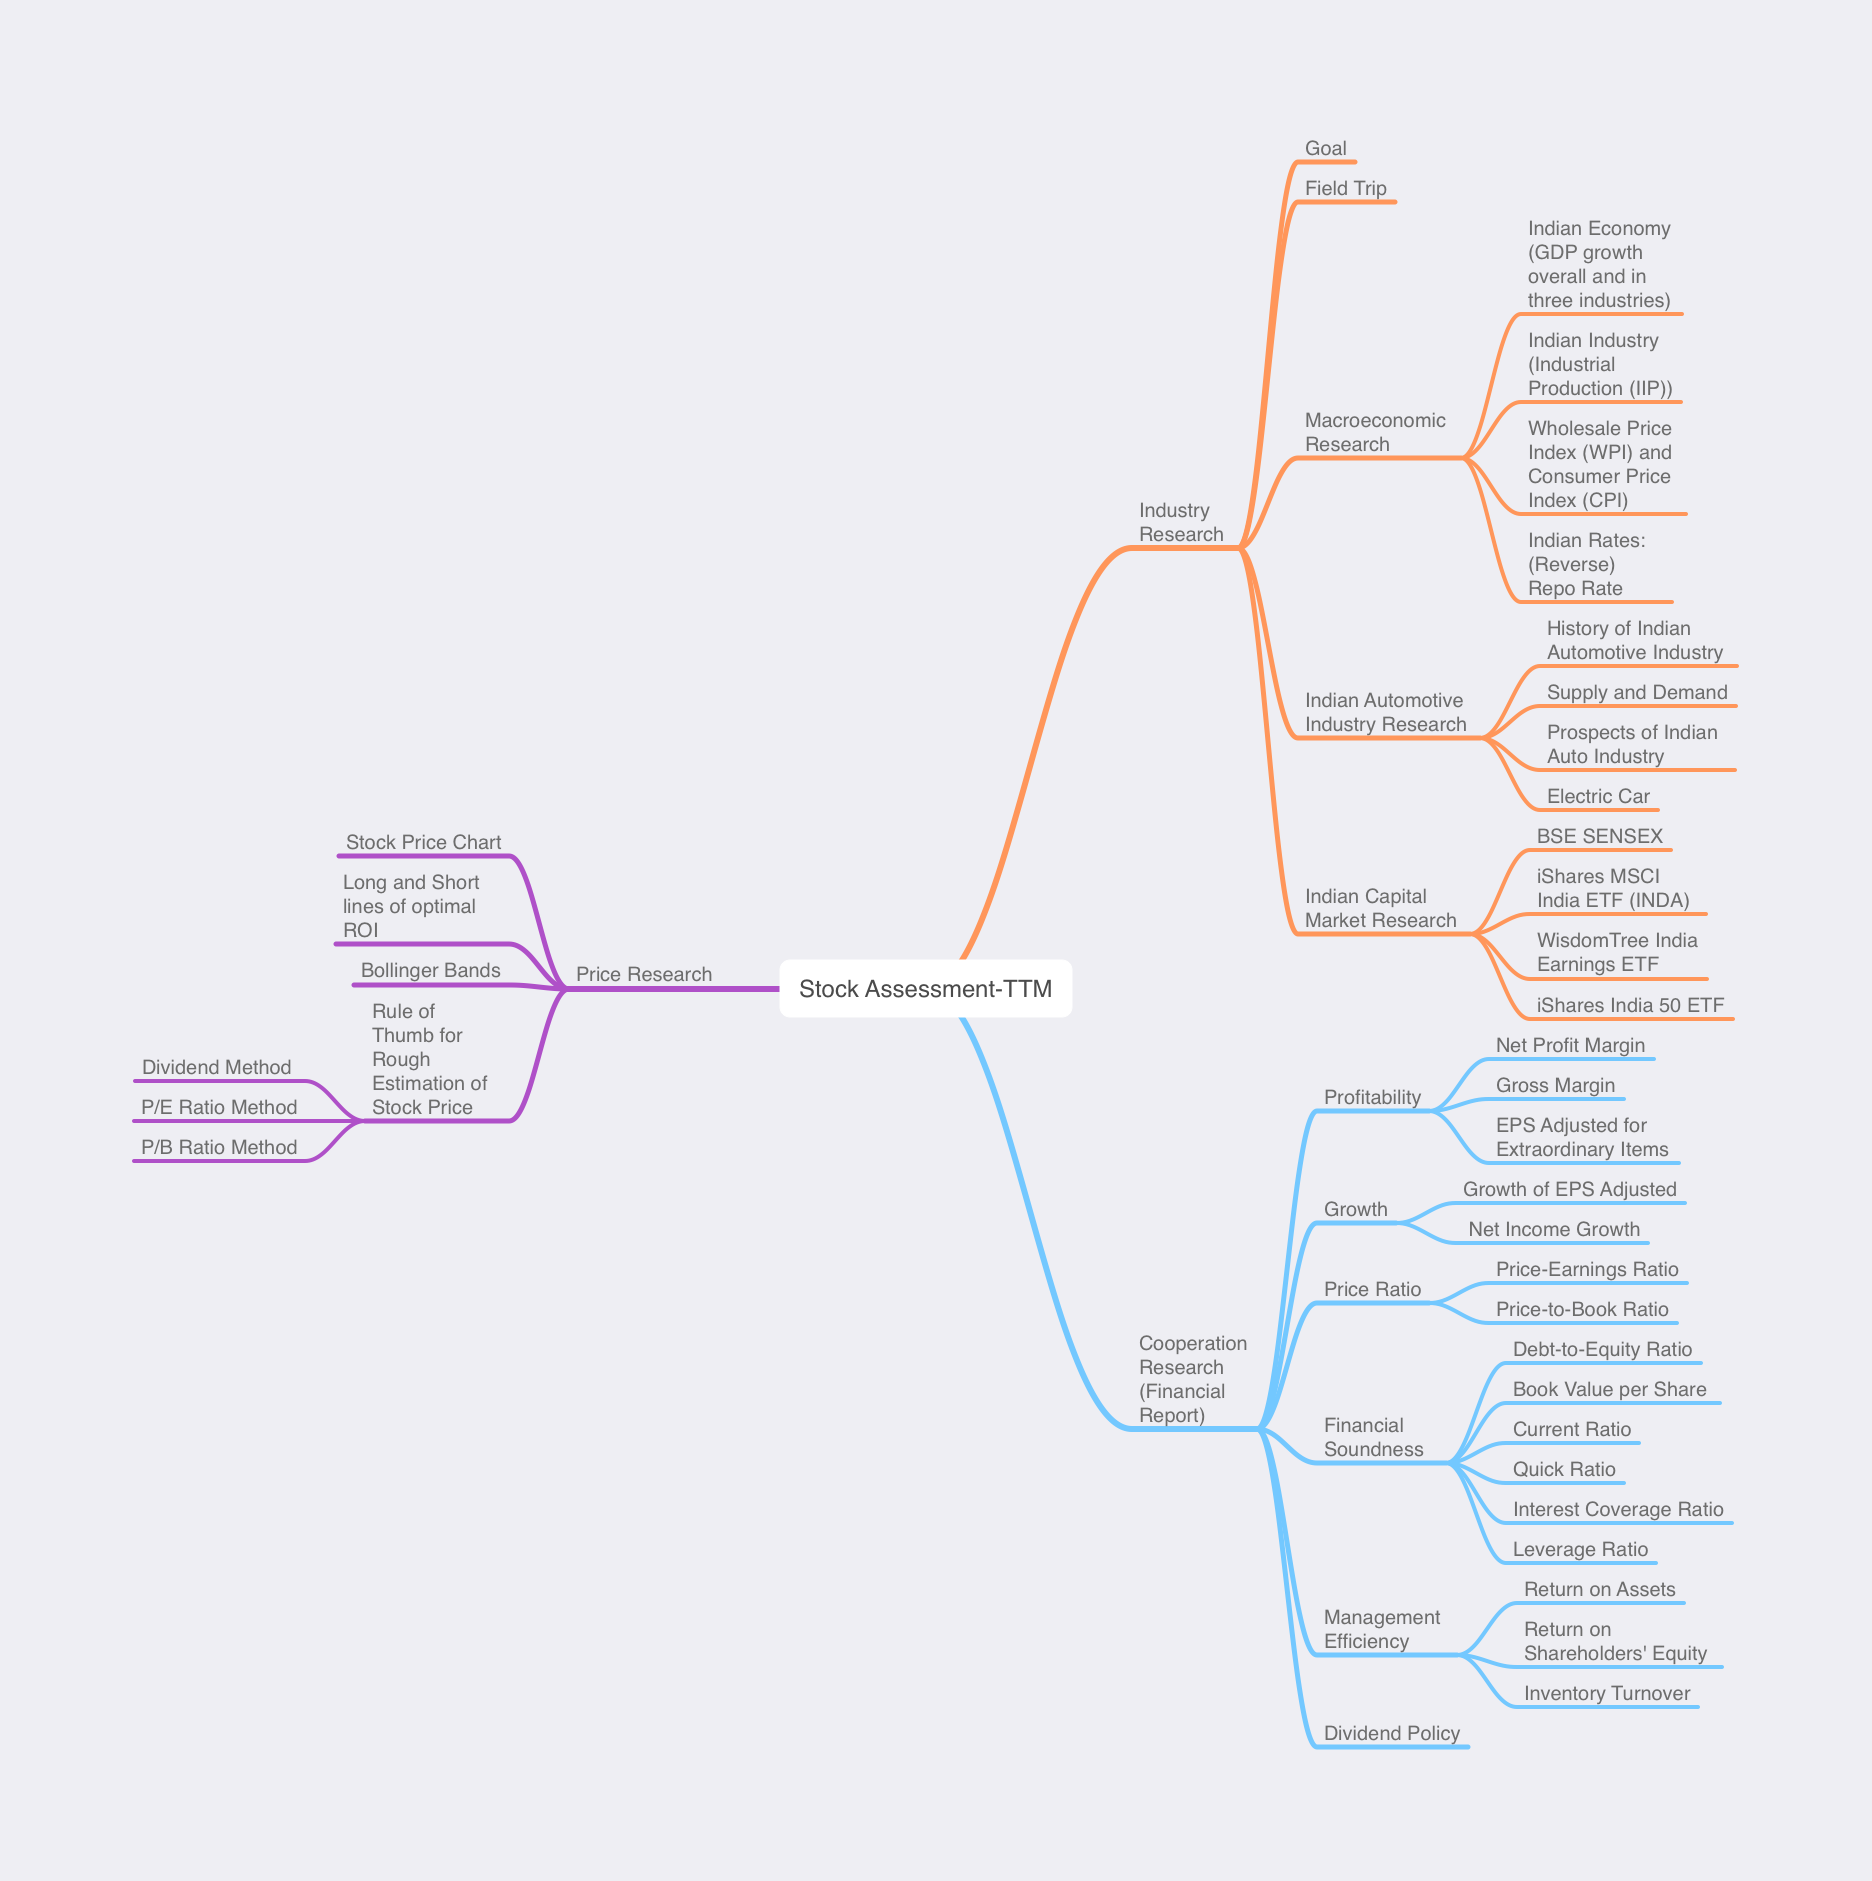 Goal
Field Trip
Indian Economy
(GDP growth
overall and in
three industries)
Indian Industry
(Industrial
Production (IIP))
Macroeconomic
Research
Wholesale Price
Index (WPI) and
Consumer Price
Index (CPI)
Industry
Research
Indian Rates:
(Reverse)
Repo Rate
History of Indian
Automotive Industry
Indian Automotive
Industry Research
Supply and Demand
Prospects of Indian
Auto Industry
Electric Car
BSE SENSEX
Indian Capital
Market Research
iShares MSCI
India ETF (INDA)
WisdomTree India
Earnings ETF
iShares India 50 ETF
Stock Price Chart
Long and Short
lines of optimal
ROI
Bollinger Bands
Price Research
Stock Assessment-TTM
Rule of
Thumb for
Rough
Estimation of
Stock Price
Dividend Method
P/E Ratio Method
P/B Ratio Method
Profitability
Net Profit Margin
Gross Margin
EPS Adjusted for
Extraordinary Items
Growth
Growth of EPS Adjusted
Net Income Growth
Price Ratio
Price-Earnings Ratio
Price-to-Book Ratio
Cooperation
Research
(Financial
Report)
Financial
Soundness
Debt-to-Equity Ratio
Book Value per Share
Current Ratio
Quick Ratio
Interest Coverage Ratio
Leverage Ratio
Management
Efficiency
Return on Assets
Return on
Shareholders' Equity
Inventory Turnover
Dividend Policy